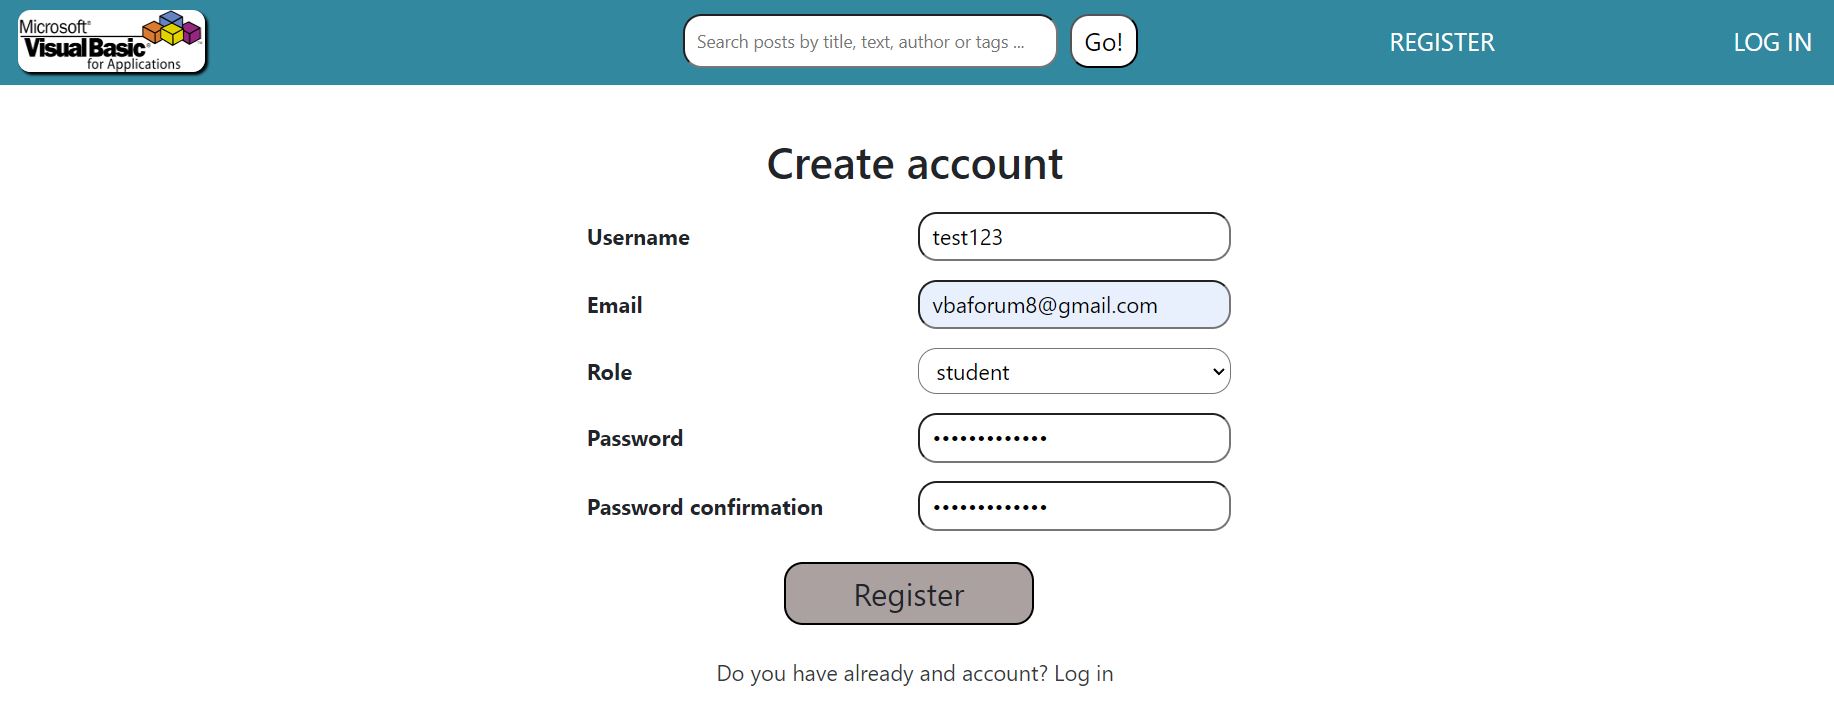 Microsoft®
Visual Basic®
for Applications
Search posts by title, text, author or tags ...
Go!
REGISTER
LOG IN
Create account
Username
test123
Email
vbaforum8@gmail.com
Role
student
Password
•••••••••••••
Password confirmation
•••••••••••••
Register
Do you have already and account? Log in